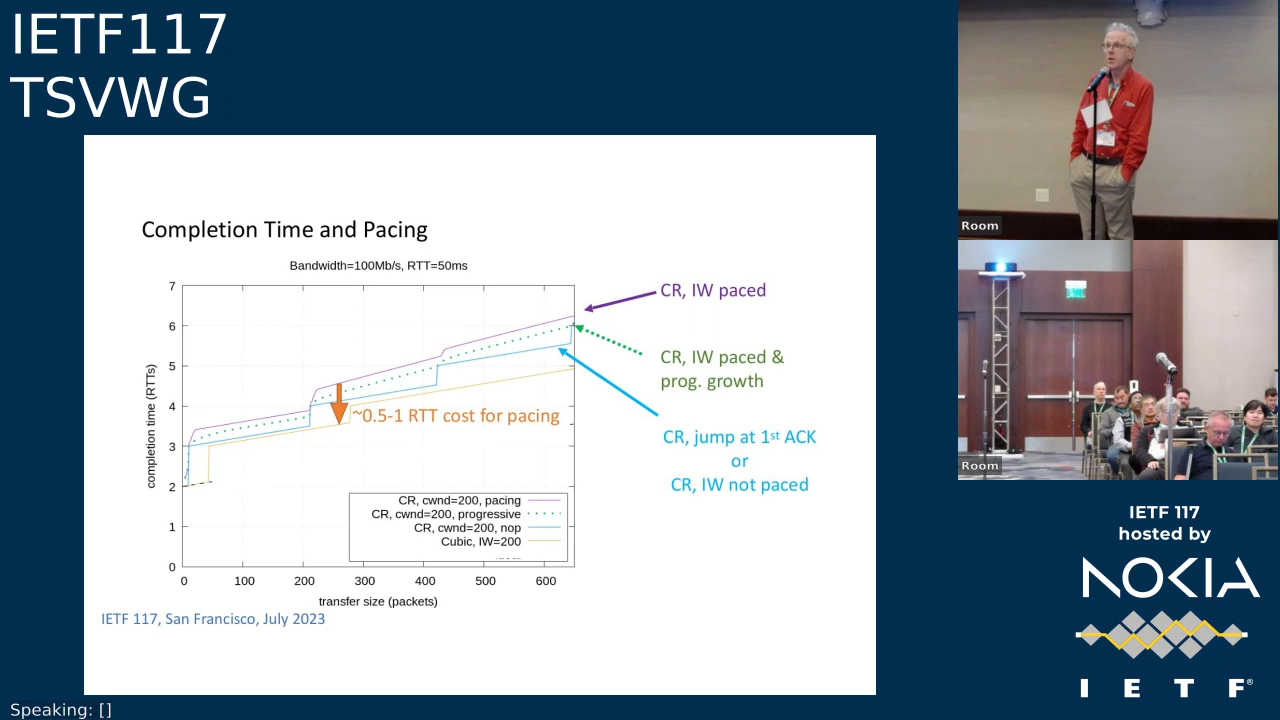 IETF117
TSVWG
Completion Time and Pacing
Bandwidth=100Mb/s, RTT=50ms
7
6
5
4
3
2
1
0
completion time (RTTs)
0 100 200 300 400 500 600
transfer size (packets)
~0.5-1 RTT cost for pacing
CR, cwnd=200, pacing
CR, cwnd=200, progressive
CR, cwnd=200, nop
Cubic, IW=200
CR, IW paced
CR, IW paced &
prog. growth
CR, jump at 1st ACK
or
CR, IW not paced
IETF 117, San Francisco, July 2023
Room
Room
IETF 117
hosted by
NOKIA
I E T F®
Speaking: []